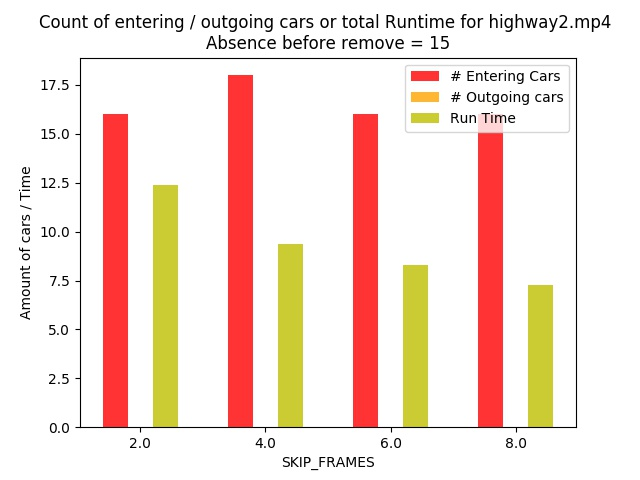 Count of entering / outgoing cars or total Runtime for highway2.mp4
Absence before remove = 15
# Entering Cars
# Outgoing cars
Run Time
17.5
15.0
12.5
10.0
7.5
5.0
2.5
0.0
Amount of cars / Time
2.0 4.0 6.0 8.0
SKIP_FRAMES